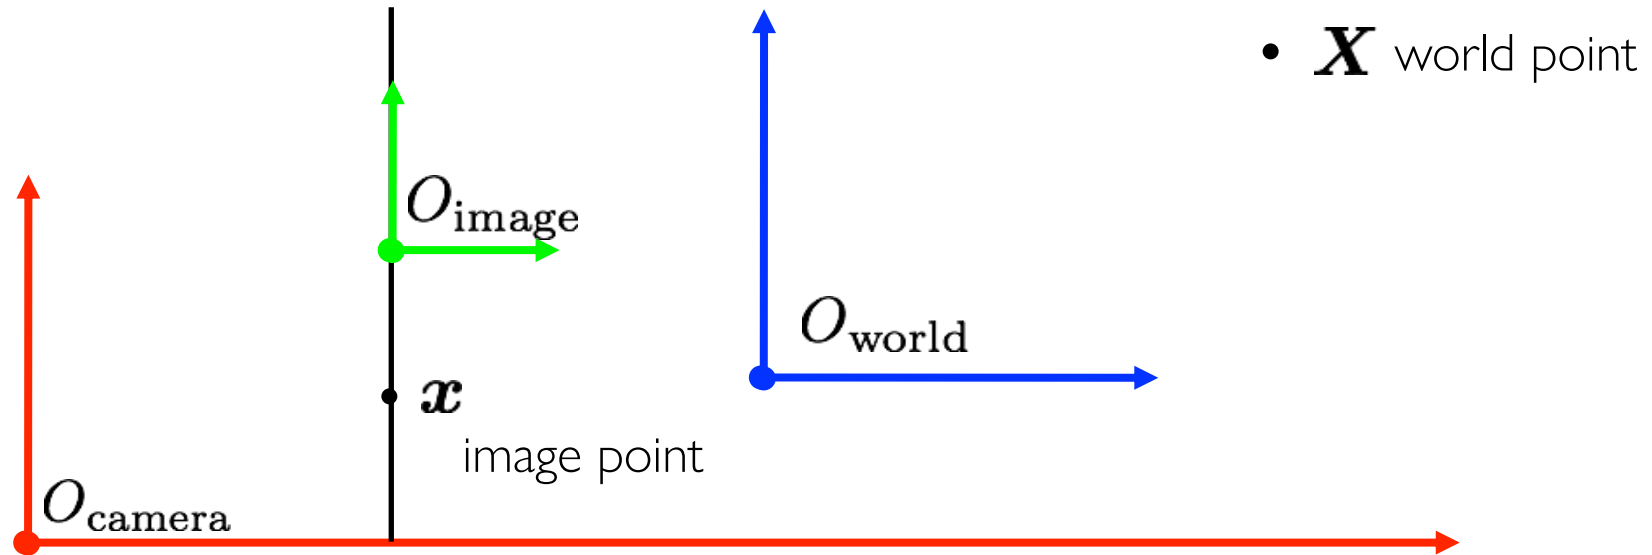 X world point
O_image
O_world
x
image point
O_camera